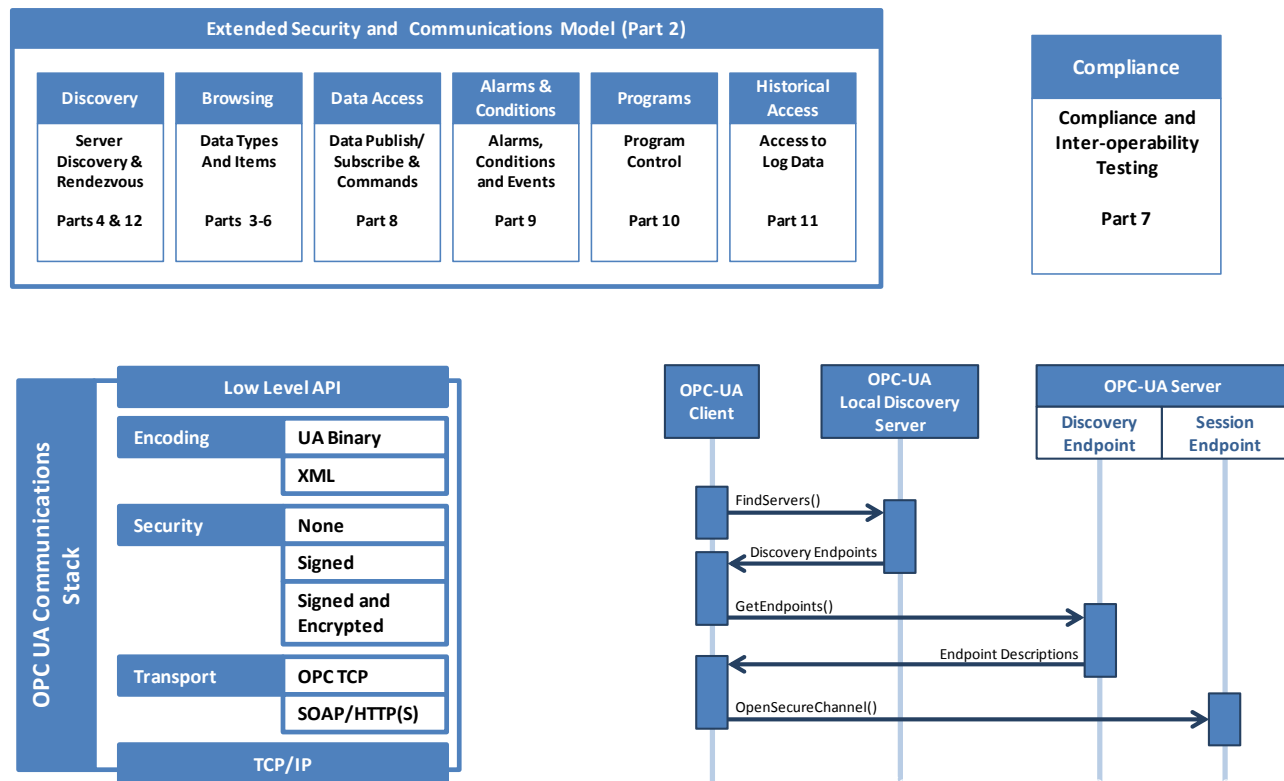 Extended Security and Communications Model (Part 2)
Discovery
Server
Discovery &
Rendezvous
Parts 4 & 12
Browsing
Data Types
And Items
Parts 3-6
Data Access
Data Publish/
Subscribe &
Commands
Part 8
Alarms &
Conditions
Alarms,
Conditions
and Events
Part 9
Programs
Program
Control
Part 10
Historical
Access
Access to
Log Data
Part 11
Compliance
Compliance and
Inter-operability
Testing
Part 7
OPC UA Communications
Stack
Low Level API
Encoding
UA Binary
XML
Security
None
Signed
Signed and
Encrypted
Transport
OPC TCP
SOAP/HTTP(S)
TCP/IP
OPC-UA
Client
OPC-UA
Local Discovery
Server
OPC-UA Server
Discovery
Endpoint
Session
Endpoint
FindServers()
Discovery Endpoints
GetEndpoints()
Endpoint Descriptions
OpenSecureChannel()